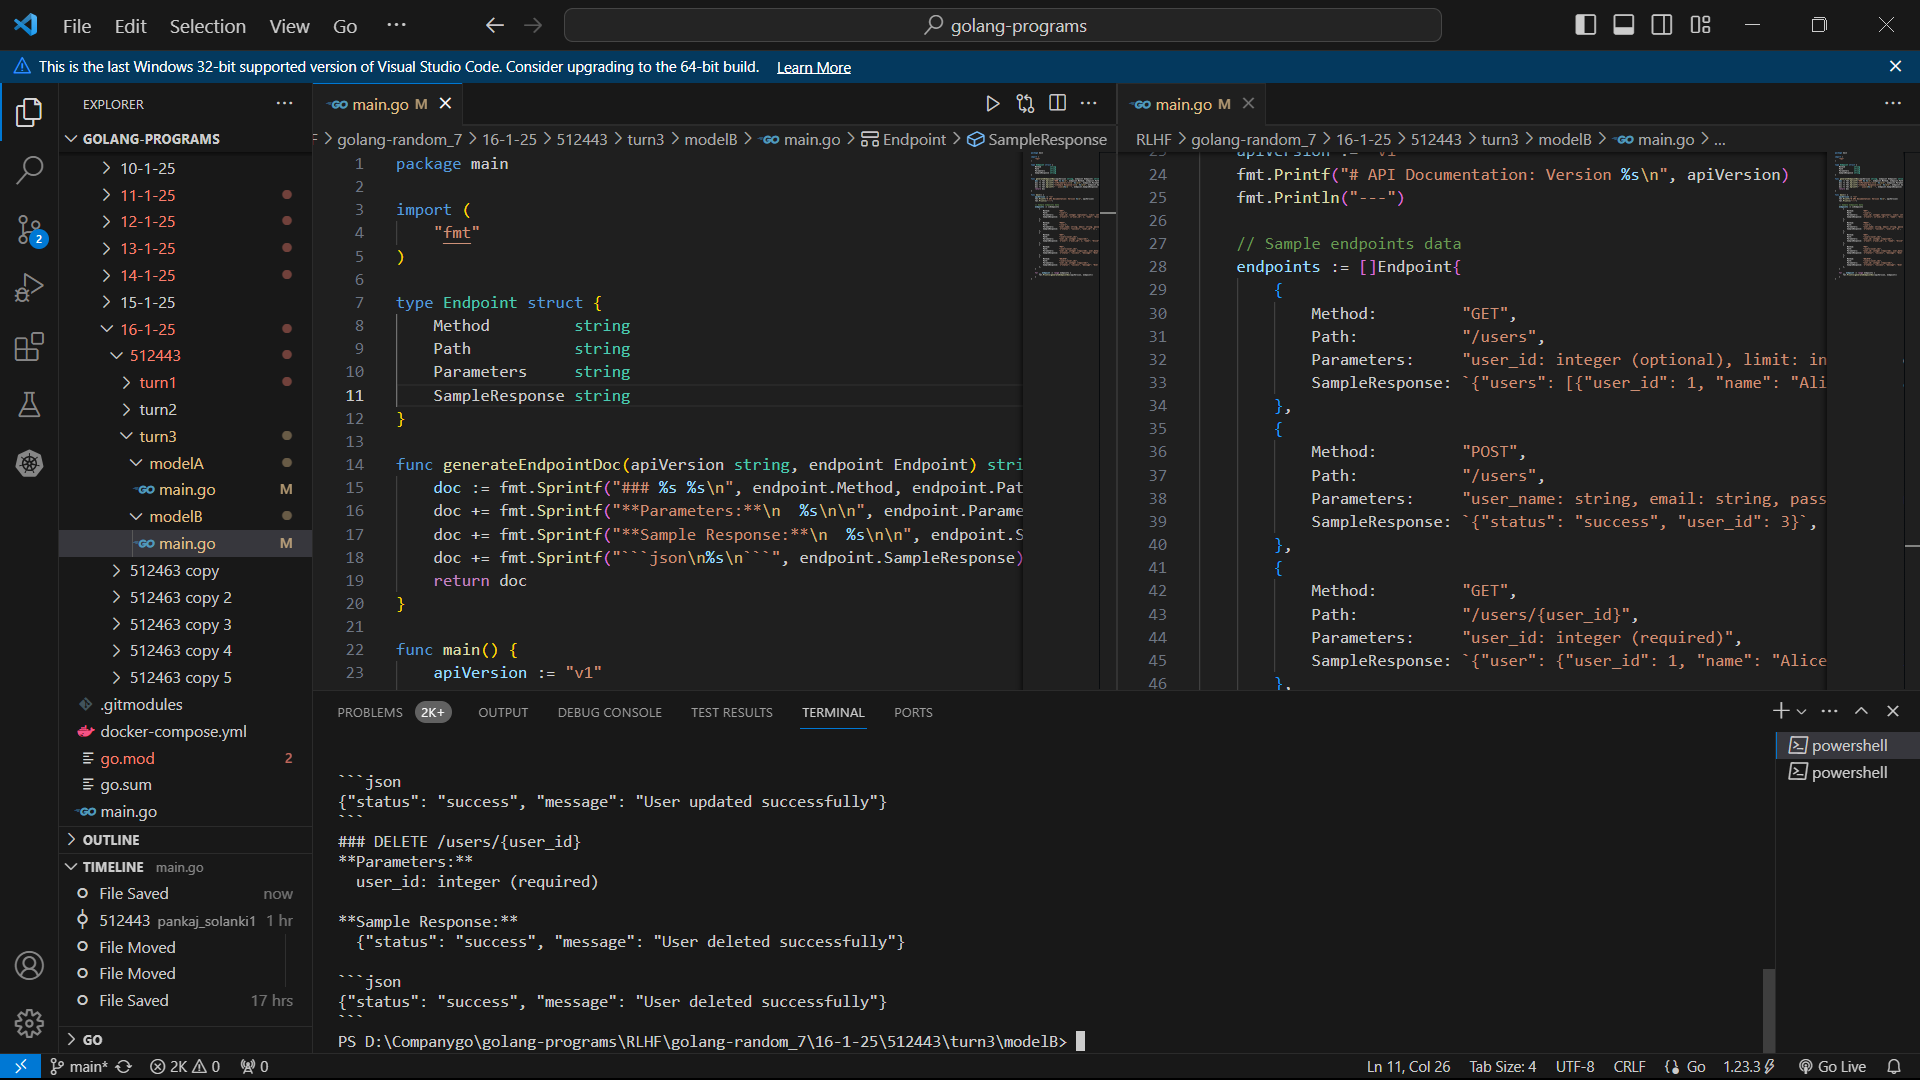 File Edit Selection View Go ··· golang-programs
This is the last Windows 32-bit supported version of Visual Studio Code. Consider upgrading to the 64-bit build. Learn More
EXPLORER
GOLANG-PROGRAMS
10-1-25
11-1-25
12-1-25
13-1-25
14-1-25
15-1-25
16-1-25
512443
turn1
turn2
turn3
modelA
main.go M
modelB
main.go M
512463 copy
512463 copy 2
512463 copy 3
512463 copy 4
512463 copy 5
.gitmodules
docker-compose.yml
go.mod 2
go.sum
main.go
OUTLINE
TIMELINE main.go
File Saved now
512443 pankaj_solanki1 1 hr
File Moved
File Moved
File Saved 17 hrs
GO
2
main.go M
> golang-random_7 > 16-1-25 > 512443 > turn3 > modelB > main.go > Endpoint > SampleResponse
1 package main
2
3 import (
4 "fmt"
5 )
6
7 type Endpoint struct {
8 Method string
9 Path string
10 Parameters string
11 SampleResponse string
12 }
13
14 func generateEndpointDoc(apiVersion string, endpoint Endpoint) stri
15 doc := fmt.Sprintf("### %s %s\n", endpoint.Method, endpoint.Pat
16 doc += fmt.Sprintf("**Parameters:**\n  %s\n\n", endpoint.Parame
17 doc += fmt.Sprintf("**Sample Response:**\n  %s\n\n", endpoint.S
18 doc += fmt.Sprintf("```json\n%s\n```", endpoint.SampleResponse)
19 return doc
20 }
21
22 func main() {
23 apiVersion := "v1"
main.go M
RLHF > golang-random_7 > 16-1-25 > 512443 > turn3 > modelB > main.go > ...
23 apiVersion := "v1"
24 fmt.Printf("# API Documentation: Version %s\n", apiVersion)
25 fmt.Println("---")
26
27 // Sample endpoints data
28 endpoints := []Endpoint{
29 {
30 Method: "GET",
31 Path: "/users",
32 Parameters: "user_id: integer (optional), limit: in
33 SampleResponse: `{"users": [{"user_id": 1, "name": "Ali
34 },
35 {
36 Method: "POST",
37 Path: "/users",
38 Parameters: "user_name: string, email: string, pass
39 SampleResponse: `{"status": "success", "user_id": 3}`,
40 },
41 {
42 Method: "GET",
43 Path: "/users/{user_id}",
44 Parameters: "user_id: integer (required)",
45 SampleResponse: `{"user": {"user_id": 1, "name": "Alice
46 },
PROBLEMS 2K+ OUTPUT DEBUG CONSOLE TEST RESULTS TERMINAL PORTS
```json
{"status": "success", "message": "User updated successfully"}
```
### DELETE /users/{user_id}
**Parameters:**
user_id: integer (required)
**Sample Response:**
{"status": "success", "message": "User deleted successfully"}
```json
{"status": "success", "message": "User deleted successfully"}
```
PS D:\Companygo\golang-programs\RLHF\golang-random_7\16-1-25\512443\turn3\modelB>
powershell
powershell
main* 2K 0 0 Ln 11, Col 26 Tab Size: 4 UTF-8 CRLF Go 1.23.3 Go Live